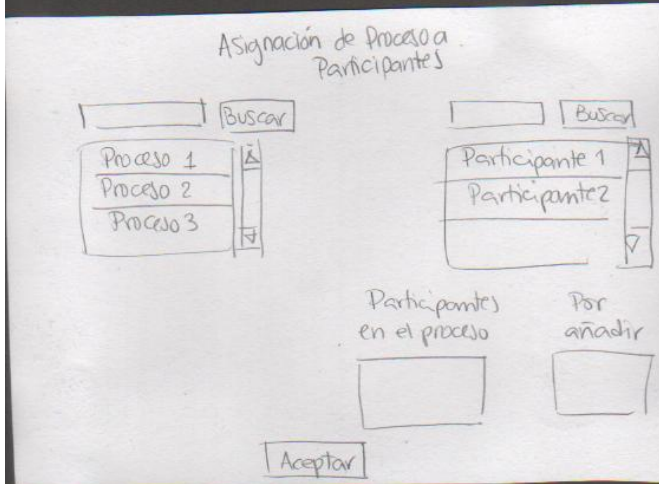 Asignación de Proceso a
Participantes
Buscar
Buscar
Proceso 1
Proceso 2
Proceso 3
Participante 1
Participante 2
Participantes
en el proceso
Por
añadir
Aceptar